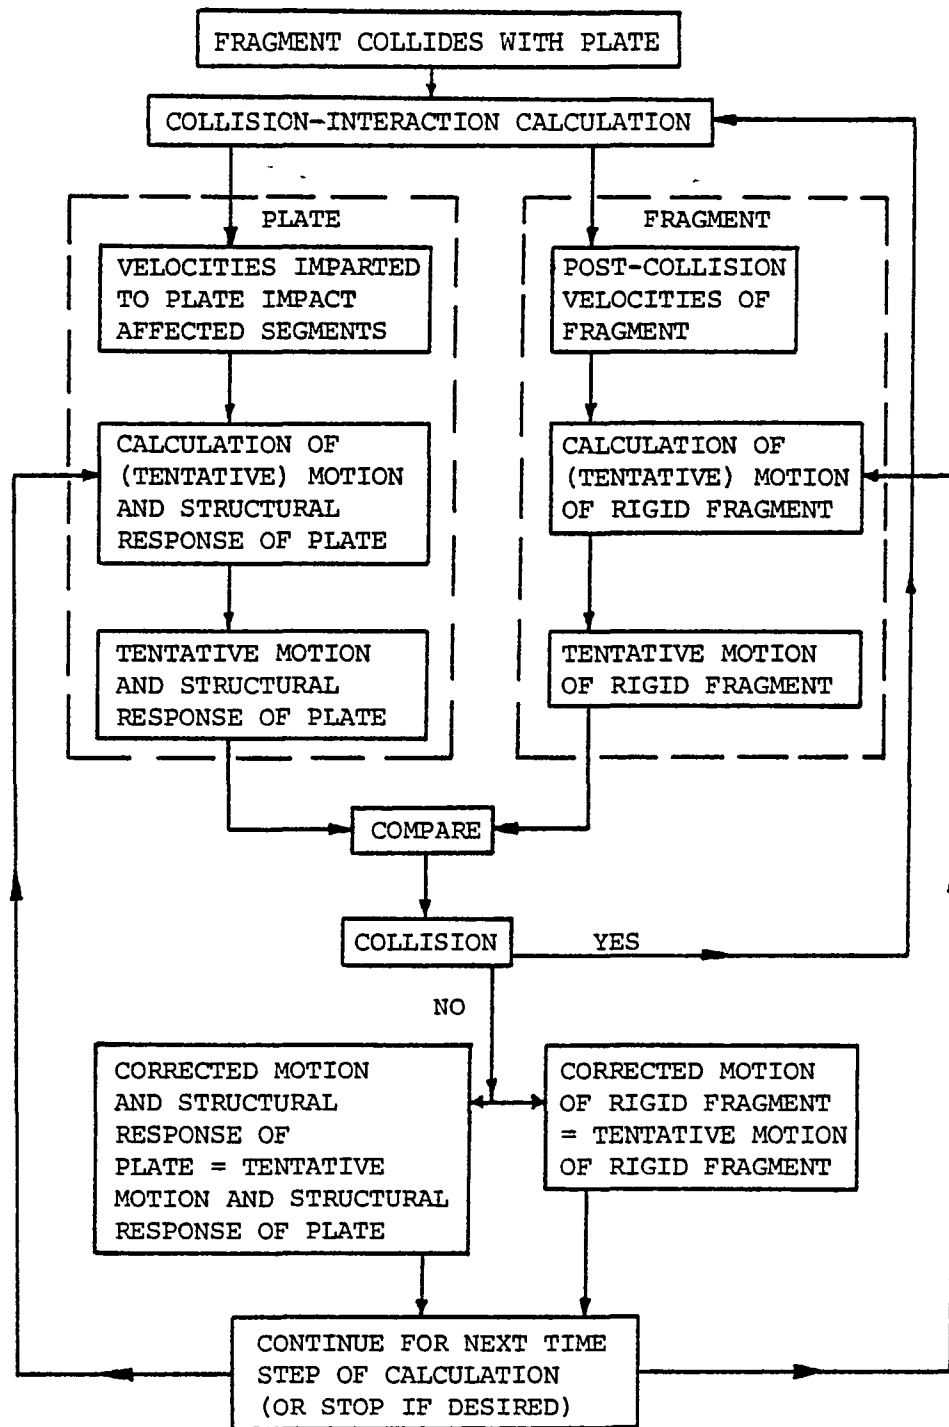 FRAGMENT COLLIDES WITH PLATE
COLLISION-INTERACTION CALCULATION
PLATE
VELOCITIES IMPARTED
TO PLATE IMPACT
AFFECTED SEGMENTS
CALCULATION OF
(TENTATIVE) MOTION
AND STRUCTURAL
RESPONSE OF PLATE
TENTATIVE MOTION
AND STRUCTURAL
RESPONSE OF PLATE
FRAGMENT
POST-COLLISION
VELOCITIES OF
FRAGMENT
CALCULATION OF
(TENTATIVE) MOTION
OF RIGID FRAGMENT
TENTATIVE MOTION
OF RIGID FRAGMENT
COMPARE
COLLISION
YES
NO
CORRECTED MOTION
AND STRUCTURAL
RESPONSE OF
PLATE = TENTATIVE
MOTION AND STRUCTURAL
RESPONSE OF PLATE
CORRECTED MOTION
OF RIGID FRAGMENT
= TENTATIVE MOTION
OF RIGID FRAGMENT
CONTINUE FOR NEXT TIME
STEP OF CALCULATION
(OR STOP IF DESIRED)